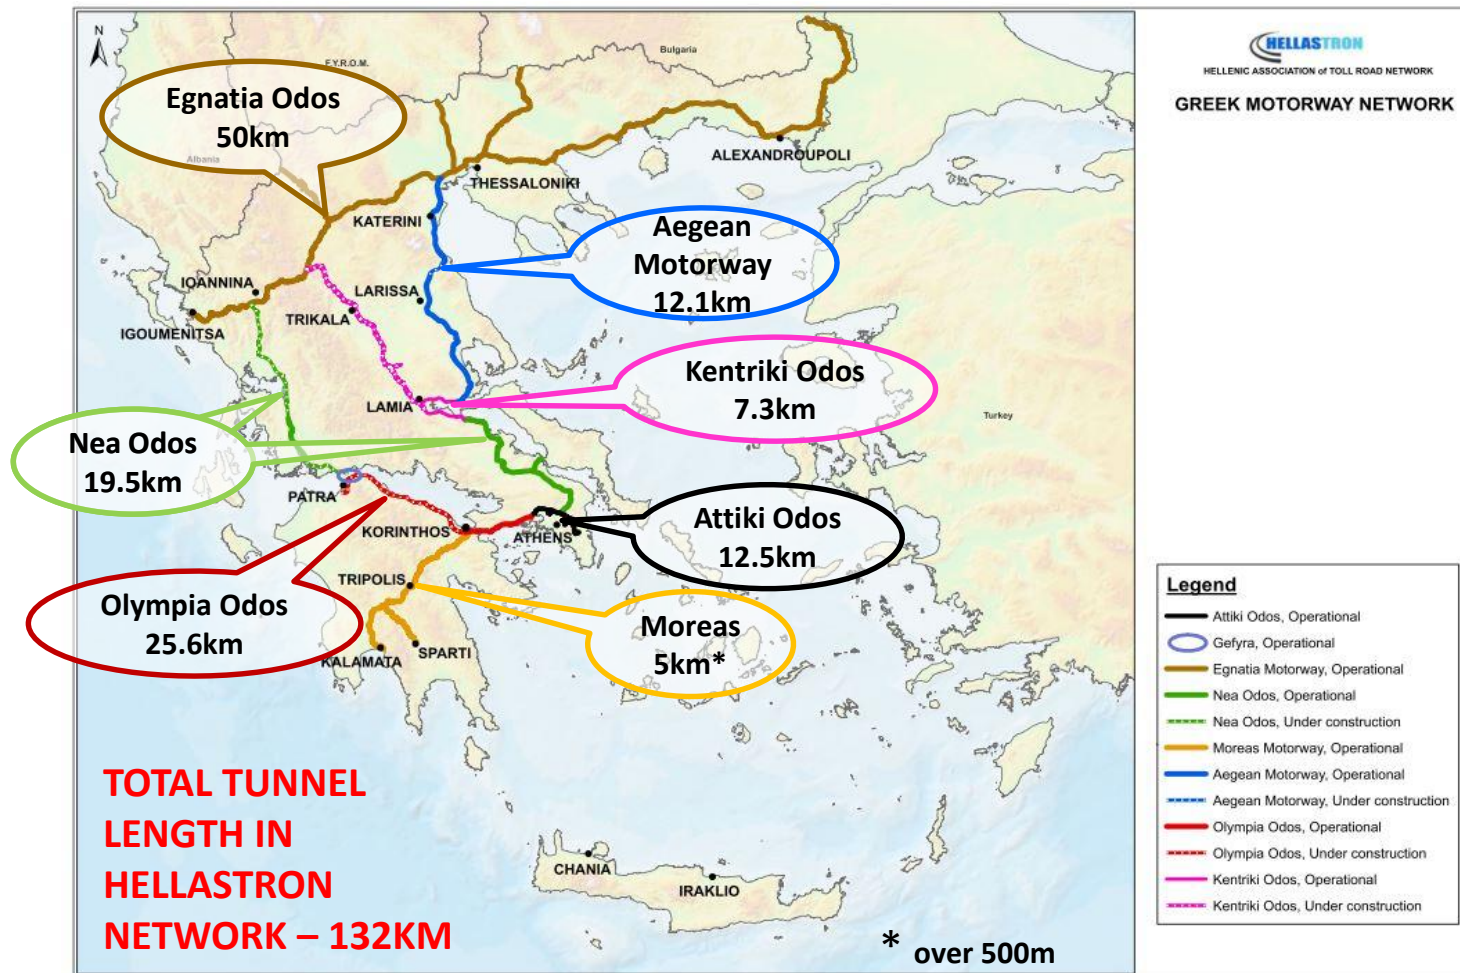 N
F.Y.R.O.M.
Bulgaria
HELLASTRON
HELLENIC ASSOCIATION of TOLL ROAD NETWORK
GREEK MOTORWAY NETWORK
Egnatia Odos
50km
Albania
ALEXANDROUPOLI
THESSALONIKI
KATERINI
Aegean
Motorway
12.1km
IOANNINA
LARISSA
TRIKALA
IGOUMENITSA
Kentriki Odos
7.3km
LAMIA
Turkey
Nea Odos
19.5km
PATRA
KORINTHOS
ATHENS
Attiki Odos
12.5km
TRIPOLIS
Olympia Odos
25.6km
Moreas
5km*
KALAMATA
SPARTI
Legend
Attiki Odos, Operational
Gefyra, Operational
Egnatia Motorway, Operational
Nea Odos, Operational
Nea Odos, Under construction
Moreas Motorway, Operational
Aegean Motorway, Operational
Aegean Motorway, Under construction
Olympia Odos, Operational
Olympia Odos, Under construction
Kentriki Odos, Operational
Kentriki Odos, Under construction
TOTAL TUNNEL
LENGTH IN
HELLASTRON
NETWORK – 132KM
CHANIA
IRAKLIO
* over 500m